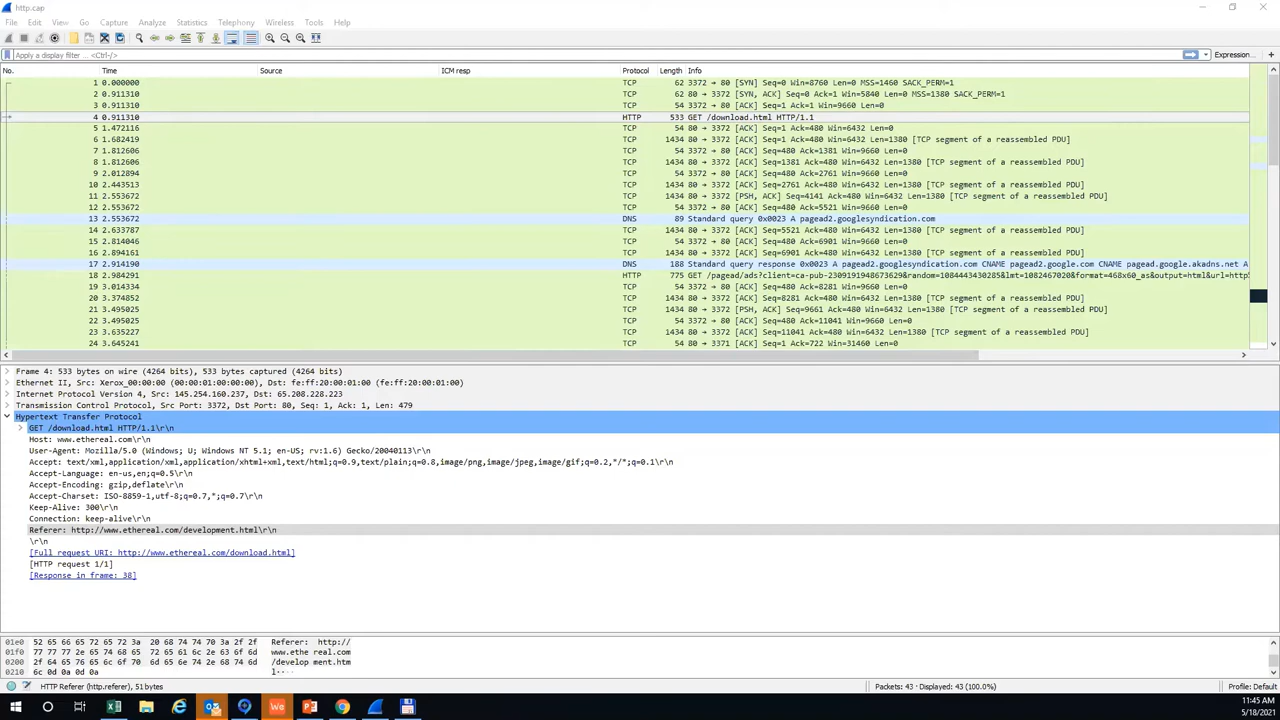 http.cap
File Edit View Go Capture Analyze Statistics Telephony Wireless Tools Help
Apply a display filter ... <Ctrl-/> Expression... +
No. Time Source ICM resp Protocol Length Info
1 0.000000 TCP 62 3372 → 80 [SYN] Seq=0 Win=8760 Len=0 MSS=1460 SACK_PERM=1
2 0.911310 TCP 62 80 → 3372 [SYN, ACK] Seq=0 Ack=1 Win=5840 Len=0 MSS=1380 SACK_PERM=1
3 0.911310 TCP 54 3372 → 80 [ACK] Seq=1 Ack=1 Win=9660 Len=0
4 0.911310 HTTP 533 GET /download.html HTTP/1.1
5 1.472116 TCP 54 80 → 3372 [ACK] Seq=1 Ack=480 Win=6432 Len=0
6 1.682419 TCP 1434 80 → 3372 [ACK] Seq=1 Ack=480 Win=6432 Len=1380 [TCP segment of a reassembled PDU]
7 1.812606 TCP 54 3372 → 80 [ACK] Seq=480 Ack=1381 Win=9660 Len=0
8 1.812606 TCP 1434 80 → 3372 [ACK] Seq=1381 Ack=480 Win=6432 Len=1380 [TCP segment of a reassembled PDU]
9 2.012894 TCP 54 3372 → 80 [ACK] Seq=480 Ack=2761 Win=9660 Len=0
10 2.443513 TCP 1434 80 → 3372 [ACK] Seq=2761 Ack=480 Win=6432 Len=1380 [TCP segment of a reassembled PDU]
11 2.553672 TCP 1434 80 → 3372 [PSH, ACK] Seq=4141 Ack=480 Win=6432 Len=1380 [TCP segment of a reassembled PDU]
12 2.553672 TCP 54 3372 → 80 [ACK] Seq=480 Ack=5521 Win=9660 Len=0
13 2.553672 DNS 89 Standard query 0x0023 A pagead2.googlesyndication.com
14 2.633787 TCP 1434 80 → 3372 [ACK] Seq=5521 Ack=480 Win=6432 Len=1380 [TCP segment of a reassembled PDU]
15 2.814046 TCP 54 3372 → 80 [ACK] Seq=480 Ack=6901 Win=9660 Len=0
16 2.894161 TCP 1434 80 → 3372 [ACK] Seq=6901 Ack=480 Win=6432 Len=1380 [TCP segment of a reassembled PDU]
17 2.914190 DNS 188 Standard query response 0x0023 A pagead2.googlesyndication.com CNAME pagead2.google.com CNAME pagead.google.akadns.net A
18 2.984291 HTTP 775 GET /pagead/ads?client=ca-pub-2309191948673629&random=1084443430285&lmt=1082467020&format=468x60_as&output=html&url=http
19 3.014334 TCP 54 3372 → 80 [ACK] Seq=480 Ack=8281 Win=9660 Len=0
20 3.374852 TCP 1434 80 → 3372 [ACK] Seq=8281 Ack=480 Win=6432 Len=1380 [TCP segment of a reassembled PDU]
21 3.495025 TCP 1434 80 → 3372 [PSH, ACK] Seq=9661 Ack=480 Win=6432 Len=1380 [TCP segment of a reassembled PDU]
22 3.495025 TCP 54 3372 → 80 [ACK] Seq=480 Ack=11041 Win=9660 Len=0
23 3.635227 TCP 1434 80 → 3372 [ACK] Seq=11041 Ack=480 Win=6432 Len=1380 [TCP segment of a reassembled PDU]
24 3.645241 TCP 54 80 → 3371 [ACK] Seq=1 Ack=722 Win=31460 Len=0
Frame 4: 533 bytes on wire (4264 bits), 533 bytes captured (4264 bits)
Ethernet II, Src: Xerox_00:00:00 (00:00:01:00:00:00), Dst: fe:ff:20:00:01:00 (fe:ff:20:00:01:00)
Internet Protocol Version 4, Src: 145.254.160.237, Dst: 65.208.228.223
Transmission Control Protocol, Src Port: 3372, Dst Port: 80, Seq: 1, Ack: 1, Len: 479
Hypertext Transfer Protocol
GET /download.html HTTP/1.1\r\n
Host: www.ethereal.com\r\n
User-Agent: Mozilla/5.0 (Windows; U; Windows NT 5.1; en-US; rv:1.6) Gecko/20040113\r\n
Accept: text/xml,application/xml,application/xhtml+xml,text/html;q=0.9,text/plain;q=0.8,image/png,image/jpeg,image/gif;q=0.2,*/*;q=0.1\r\n
Accept-Language: en-us,en;q=0.5\r\n
Accept-Encoding: gzip,deflate\r\n
Accept-Charset: ISO-8859-1,utf-8;q=0.7,*;q=0.7\r\n
Keep-Alive: 300\r\n
Connection: keep-alive\r\n
Referer: http://www.ethereal.com/development.html\r\n
\r\n
[Full request URI: http://www.ethereal.com/download.html]
[HTTP request 1/1]
[Response in frame: 38]
01e0 52 65 66 65 72 65 72 3a 20 68 74 74 70 3a 2f 2f Referer: http://
01f0 77 77 77 2e 65 74 68 65 72 65 61 6c 2e 63 6f 6d www.ethe real.com
0200 2f 64 65 76 65 6c 6f 70 6d 65 6e 74 2e 68 74 6d /develop ment.htm
0210 6c 0d 0a 0d 0a l····
HTTP Referer (http.referer), 51 bytes Packets: 43 · Displayed: 43 (100.0%) Profile: Default
We
11:45 AM
5/18/2021